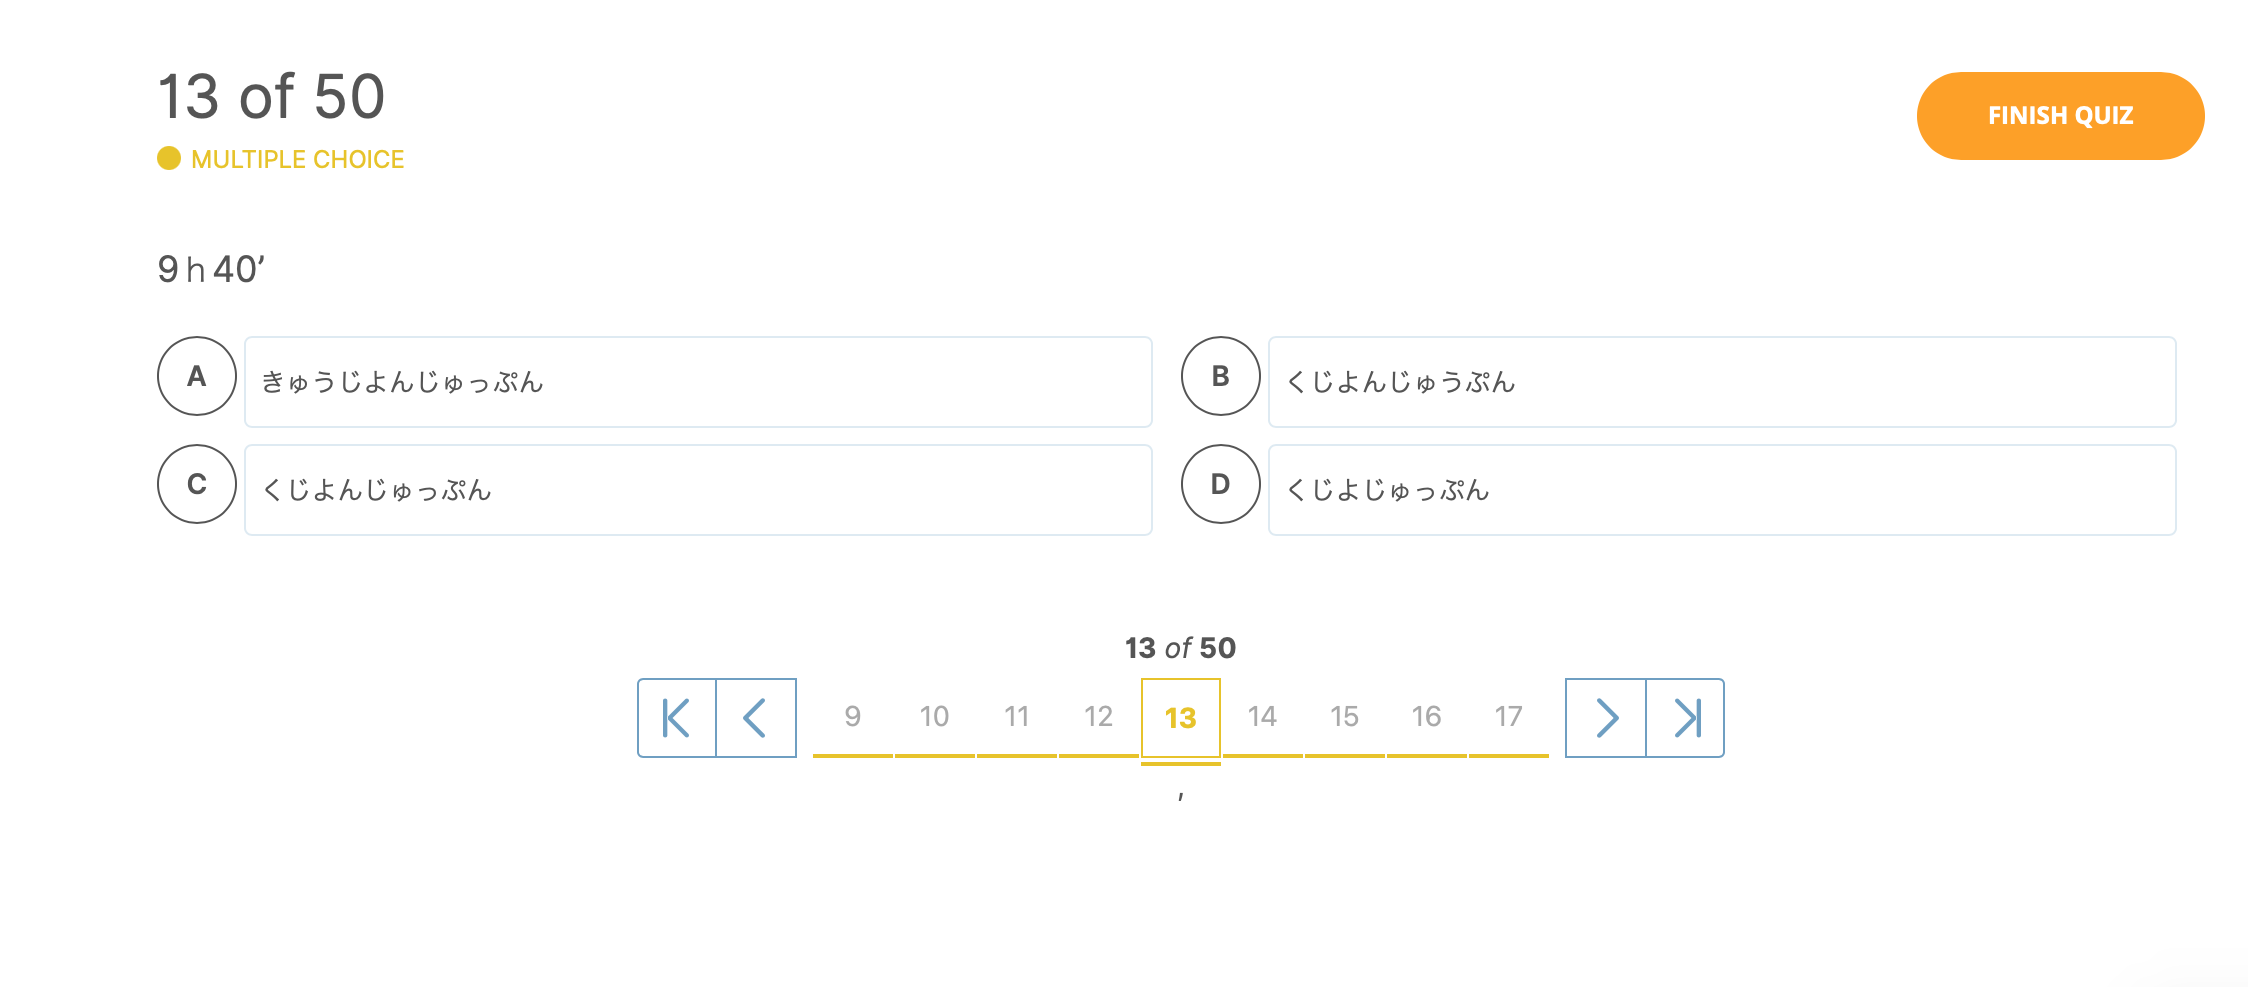 13 of 50
FINISH QUIZ
MULTIPLE CHOICE
9 h 40’
A きゅうじよんじゅっぷん
B くじよんじゅうぷん
C くじよんじゅっぷん
D くじよじゅっぷん
13 of 50
9 10 11 12 13 14 15 16 17
,